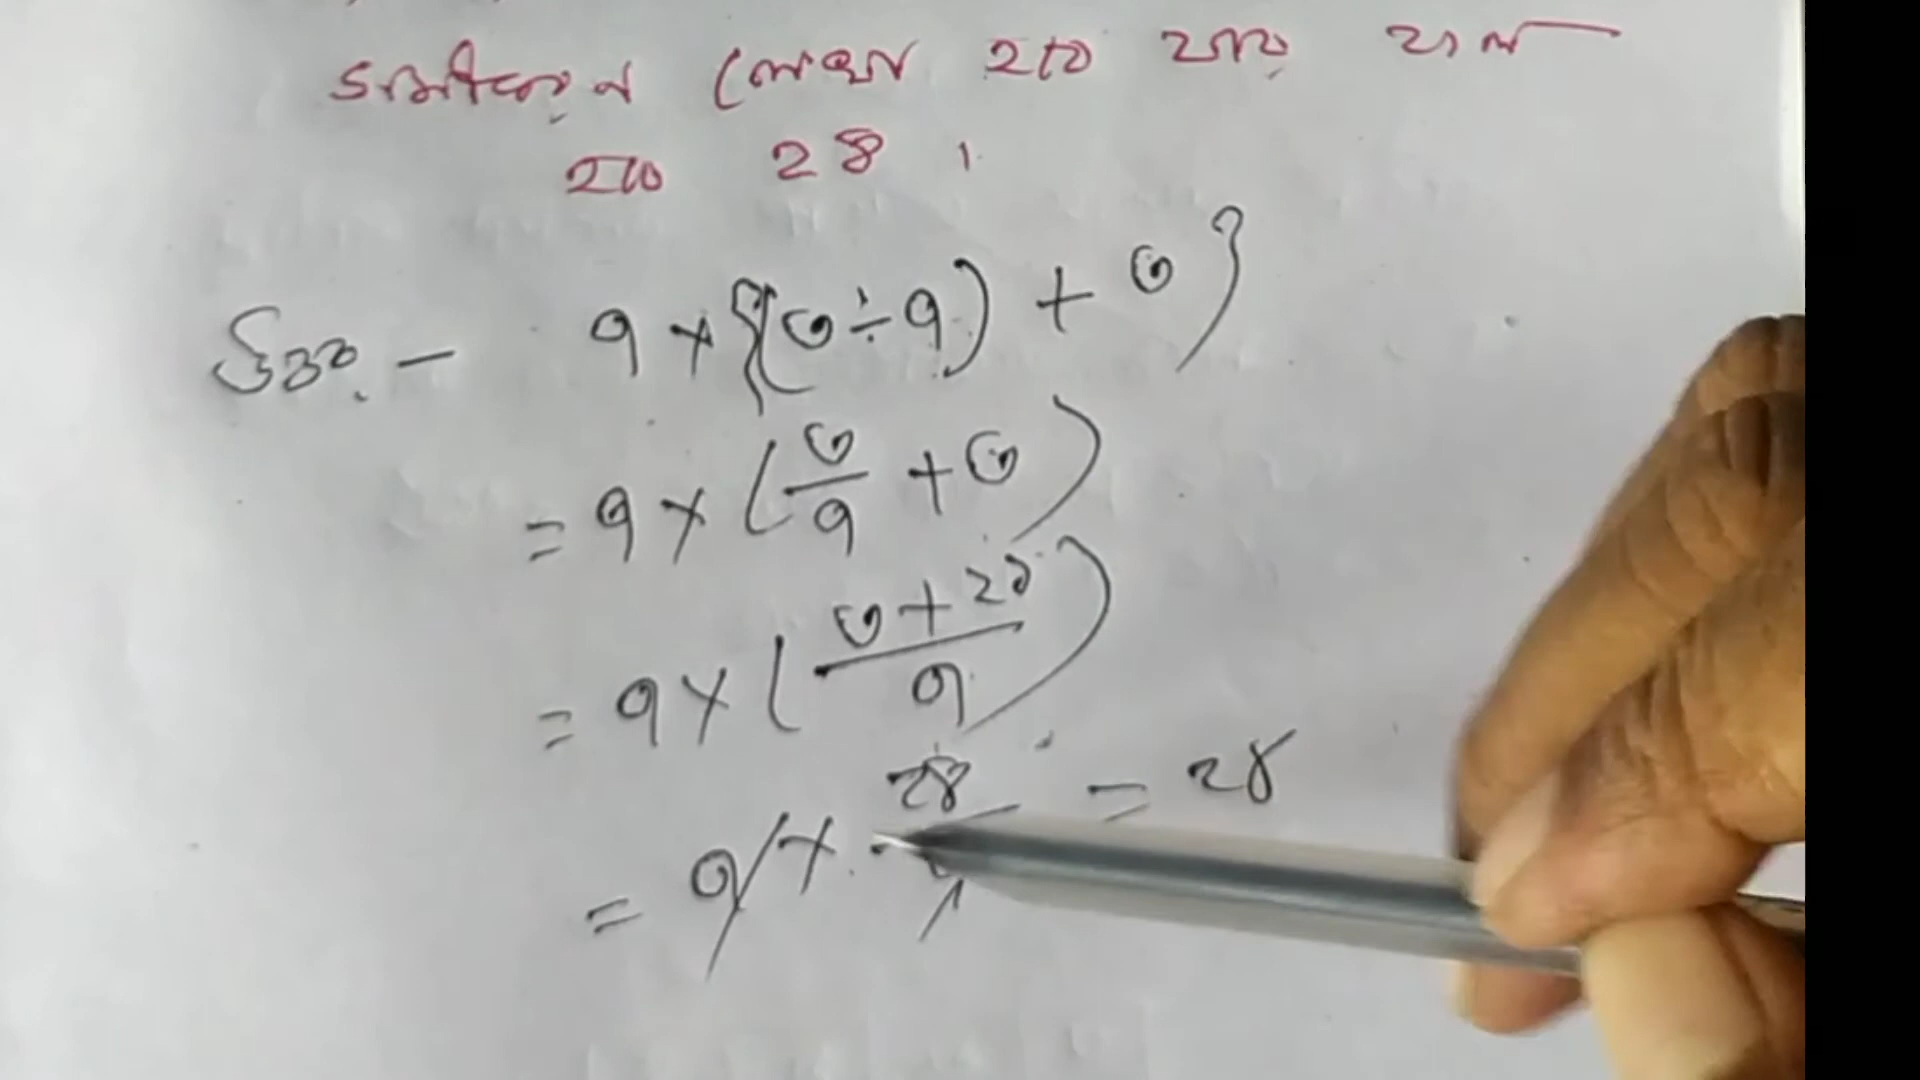 সমীকরণ লেখা হতে যায় যার
হবে ২৪ ।
উত্তর - ৭ × {(৩ ÷ ৭) + ৩}
= ৭ × (৩/৭ + ৩)
= ৭ × (৩ + ২১/৭)
= ৭ × ২৪/৭ = ২৪